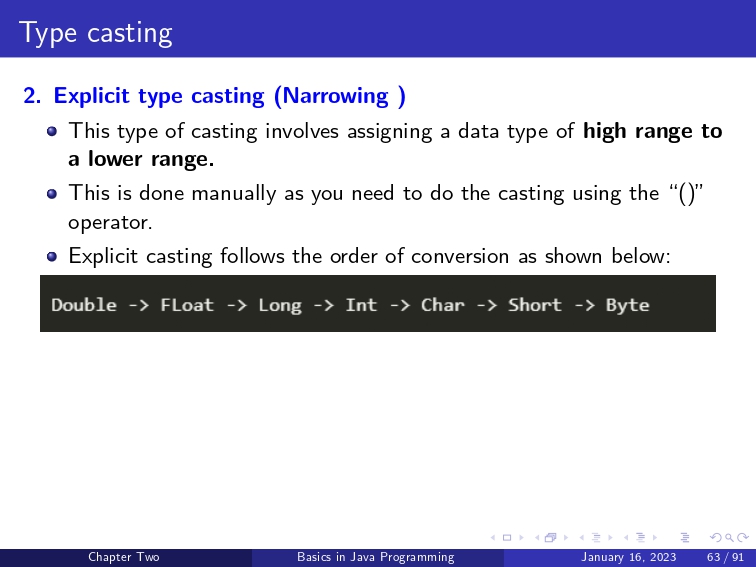 Type casting
2. Explicit type casting (Narrowing )
This type of casting involves assigning a data type of high range to
a lower range.
This is done manually as you need to do the casting using the “()”
operator.
Explicit casting follows the order of conversion as shown below:
Double -> FLoat -> Long -> Int -> Char -> Short -> Byte
Chapter Two Basics in Java Programming January 16, 2023 63 / 91